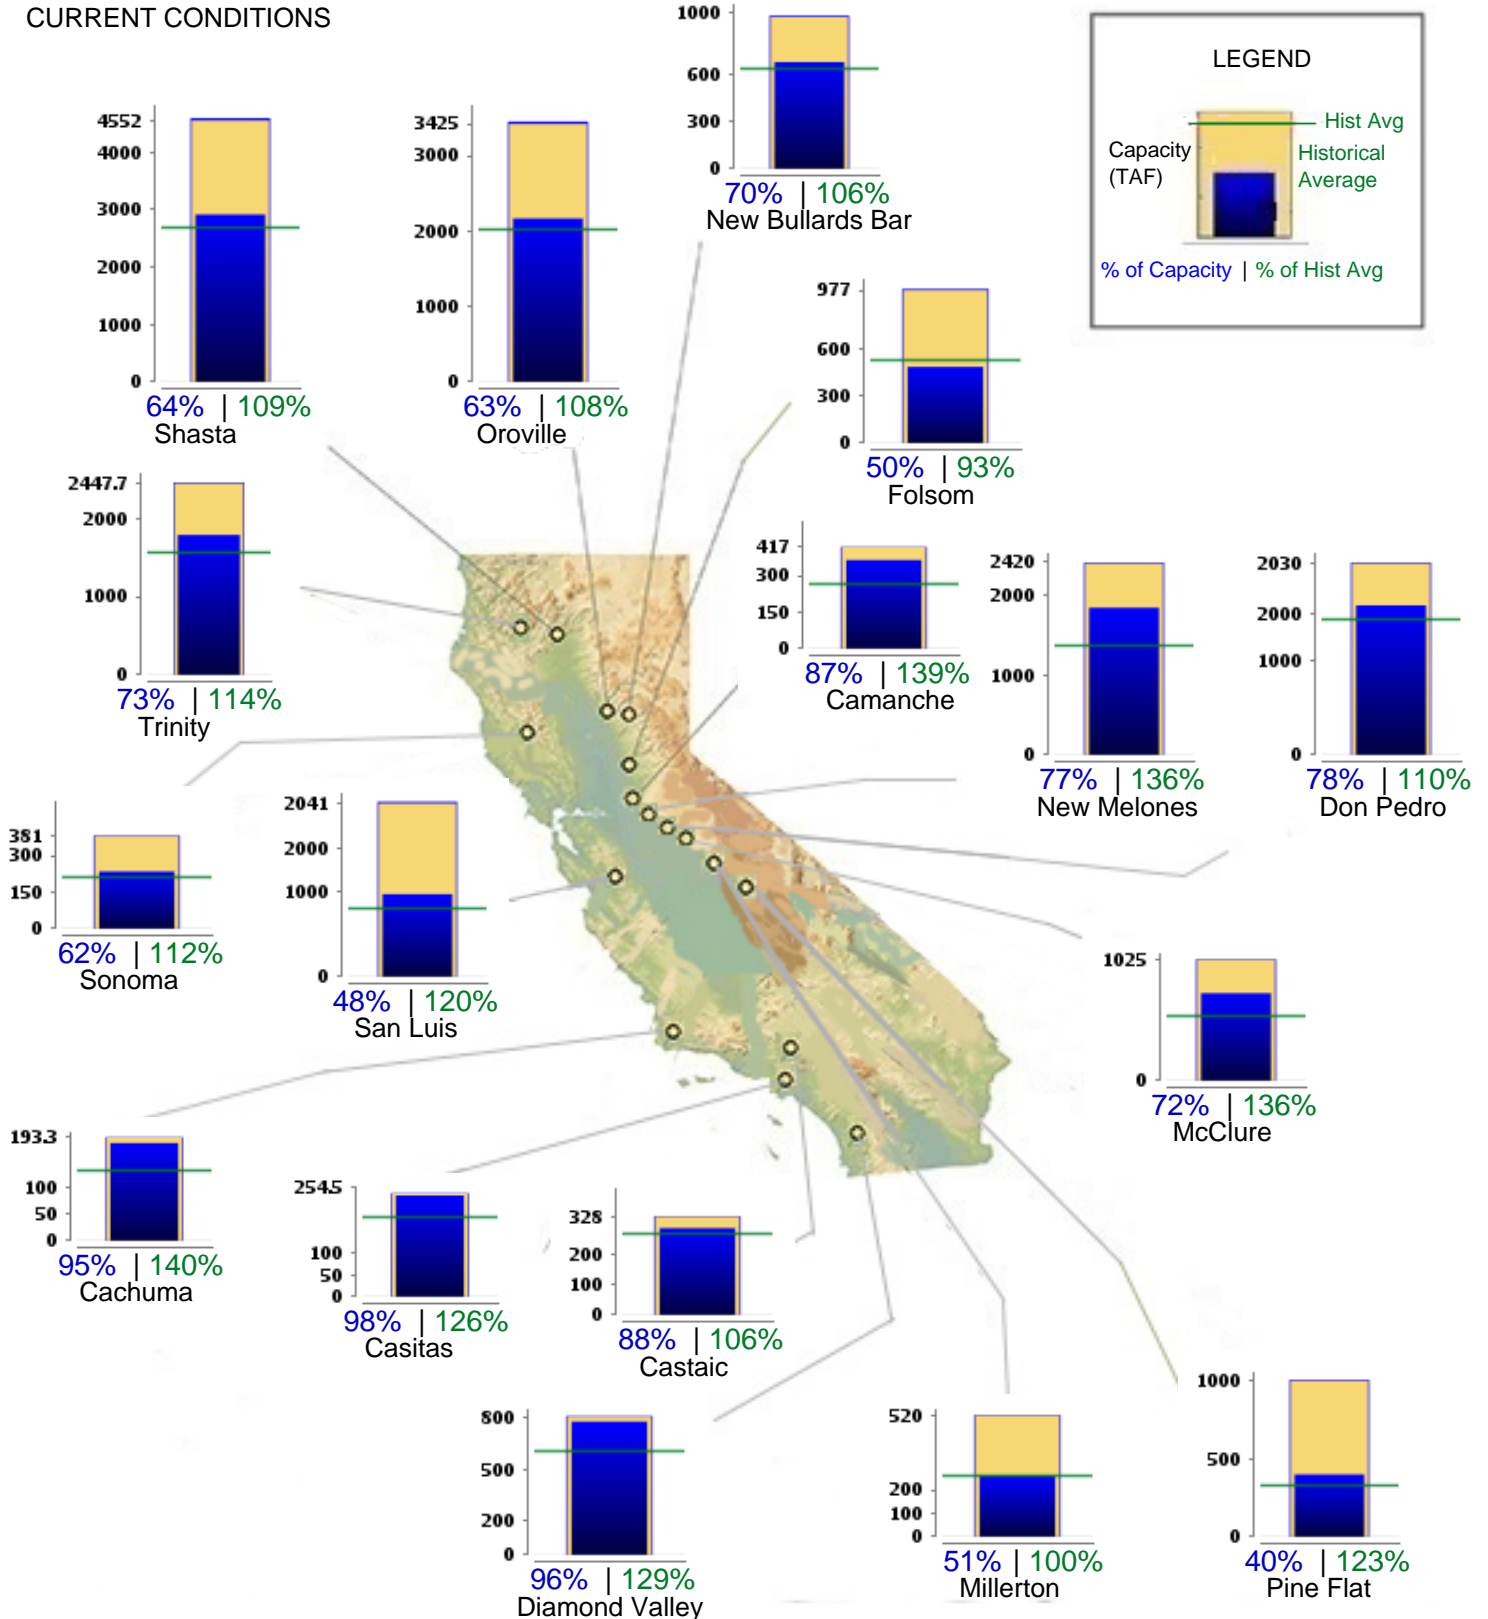 CURRENT CONDITIONS
1000
600
300
0
70% | 106%
New Bullards Bar
LEGEND
Hist Avg
Capacity
(TAF)
Historical
Average
% of Capacity | % of Hist Avg
4552
4000
3000
2000
1000
0
64% | 109%
Shasta
3425
3000
2000
1000
0
63% | 108%
Oroville
977
600
300
0
50% | 93%
Folsom
2447.7
2000
1000
0
73% | 114%
Trinity
417
300
150
0
87% | 139%
Camanche
2420
2000
1000
0
77% | 136%
New Melones
2030
2000
1000
0
78% | 110%
Don Pedro
381
300
150
0
62% | 112%
Sonoma
2041
2000
1000
0
48% | 120%
San Luis
1025
0
72% | 136%
McClure
193.3
100
50
0
95% | 140%
Cachuma
254.5
100
50
0
98% | 126%
Casitas
328
200
100
0
88% | 106%
Castaic
800
500
200
0
96% | 129%
Diamond Valley
520
200
100
0
51% | 100%
Millerton
1000
500
0
40% | 123%
Pine Flat